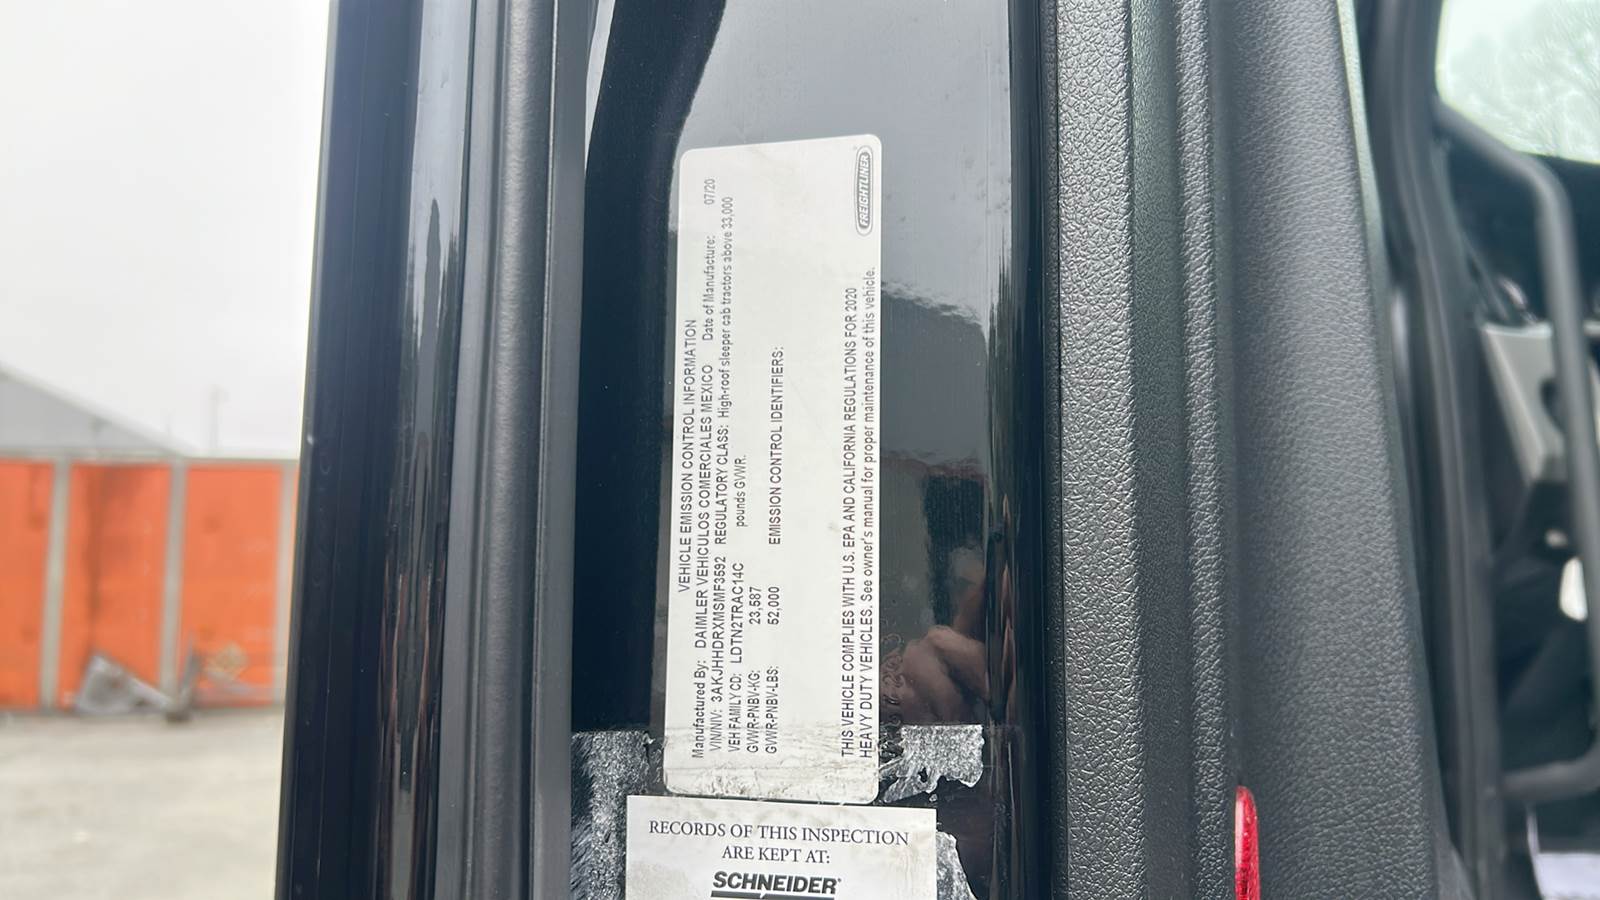 VEHICLE EMISSION CONTROL INFORMATION
Manufactured By: DAIMLER VEHICULOS COMERCIALES MEXICO Date of Manufacture: 07/20
VIN/NIV: 3AKJHHDRXMSMF3592 REGULATORY CLASS: High-roof sleeper cab tractors above 33,000
VEH FAMILY CD: LDTN2TRAC14C pounds GVWR.
GVWR-PNBV-KG: 23,587
GVWR-PNBV-LBS: 52,000 EMISSION CONTROL IDENTIFIERS:
THIS VEHICLE COMPLIES WITH U.S. EPA AND CALIFORNIA REGULATIONS FOR 2020
HEAVY DUTY VEHICLES. See owner's manual for proper maintenance of this vehicle.
FREIGHTLINER
RECORDS OF THIS INSPECTION
ARE KEPT AT:
SCHNEIDER